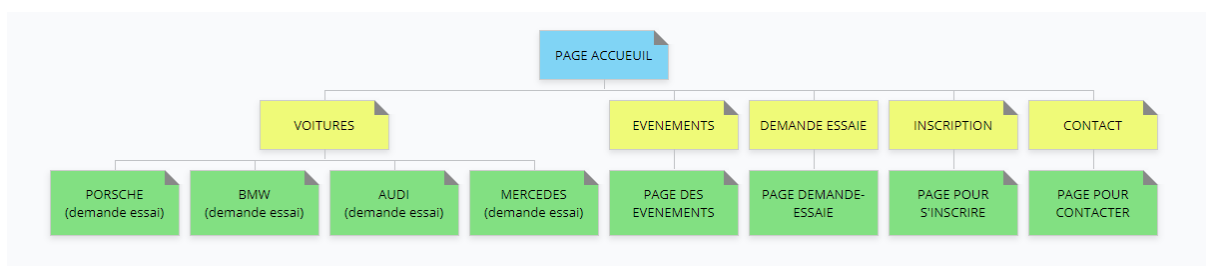 PAGE ACCUEUIL
VOITURES
EVENEMENTS
DEMANDE ESSAIE
INSCRIPTION
CONTACT
PORSCHE
(demande essai)
BMW
(demande essai)
AUDI
(demande essai)
MERCEDES
(demande essai)
PAGE DES
EVENEMENTS
PAGE DEMANDE-
ESSAIE
PAGE POUR
S'INSCRIRE
PAGE POUR
CONTACTER